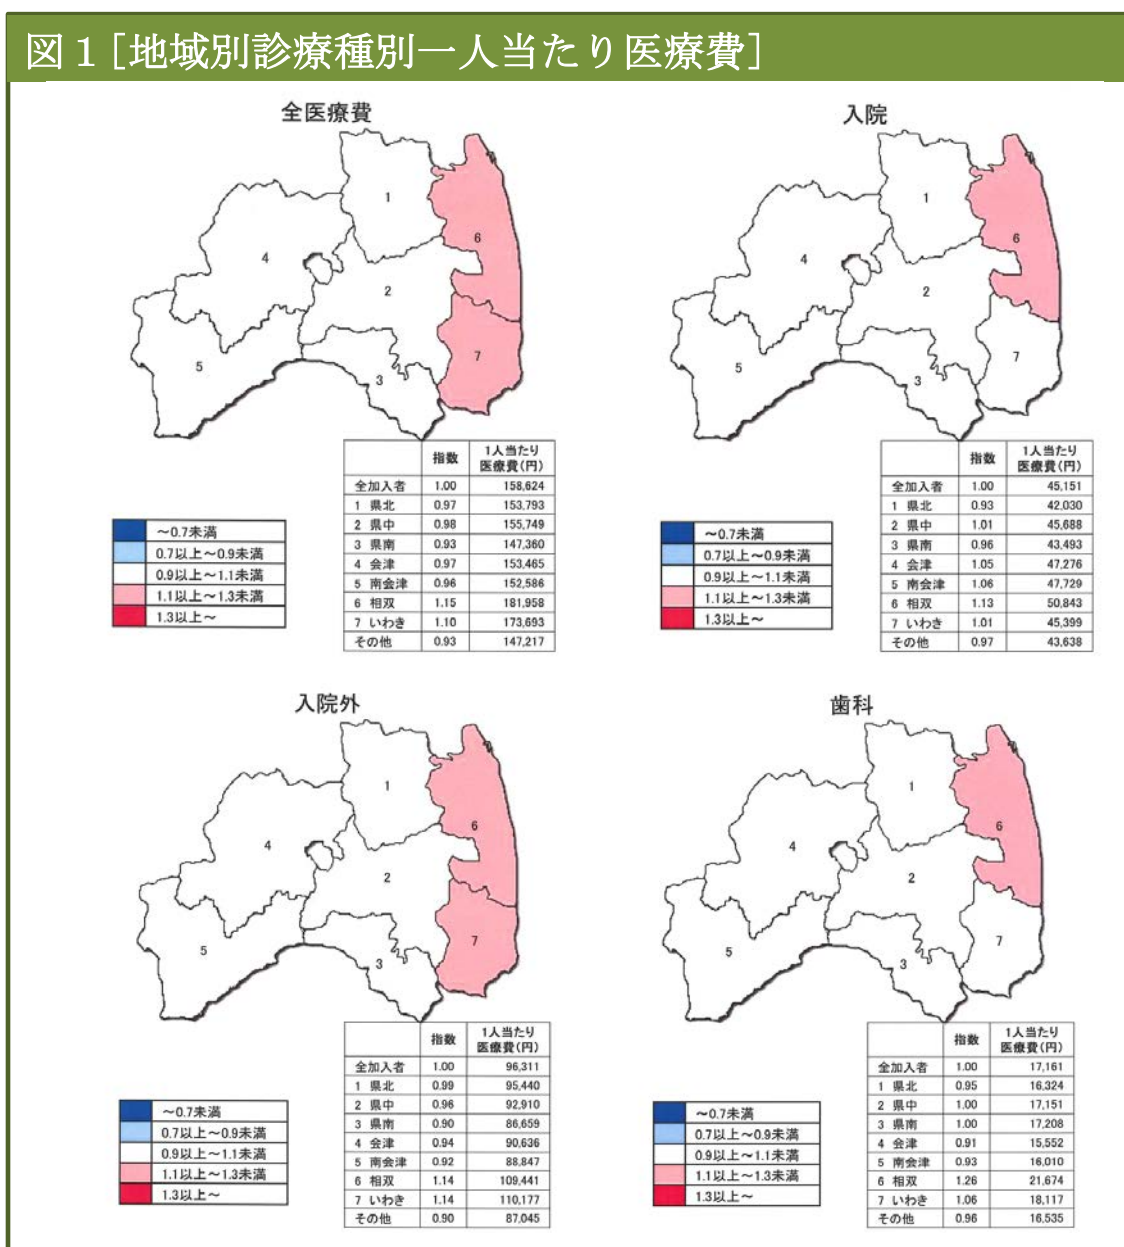 図１[地域別診療種別一人当たり医療費]
全医療費
1
6
4
2
7
5
3
指数 1人当たり医療費(円)
全加入者 1.00 158,624
1 県北 0.97 153,793
2 県中 0.98 155,749
3 県南 0.93 147,360
4 会津 0.97 153,465
5 南会津 0.96 152,586
6 相双 1.15 181,958
7 いわき 1.10 173,693
その他 0.93 147,217
～0.7未満
0.7以上～0.9未満
0.9以上～1.1未満
1.1以上～1.3未満
1.3以上～
入院
1
6
4
2
7
5
3
指数 1人当たり医療費(円)
全加入者 1.00 45,151
1 県北 0.93 42,030
2 県中 1.01 45,688
3 県南 0.96 43,493
4 会津 1.05 47,276
5 南会津 1.06 47,729
6 相双 1.13 50,843
7 いわき 1.01 45,399
その他 0.97 43,638
～0.7未満
0.7以上～0.9未満
0.9以上～1.1未満
1.1以上～1.3未満
1.3以上～
入院外
1
6
4
2
7
5
3
指数 1人当たり医療費(円)
全加入者 1.00 96,311
1 県北 0.99 95,440
2 県中 0.96 92,910
3 県南 0.90 86,659
4 会津 0.94 90,636
5 南会津 0.92 88,847
6 相双 1.14 109,441
7 いわき 1.14 110,177
その他 0.90 87,045
～0.7未満
0.7以上～0.9未満
0.9以上～1.1未満
1.1以上～1.3未満
1.3以上～
歯科
1
6
4
2
7
5
3
指数 1人当たり医療費(円)
全加入者 1.00 17,161
1 県北 0.95 16,324
2 県中 1.00 17,151
3 県南 1.00 17,208
4 会津 0.91 15,552
5 南会津 0.93 16,010
6 相双 1.26 21,674
7 いわき 1.06 18,117
その他 0.96 16,535
～0.7未満
0.7以上～0.9未満
0.9以上～1.1未満
1.1以上～1.3未満
1.3以上～